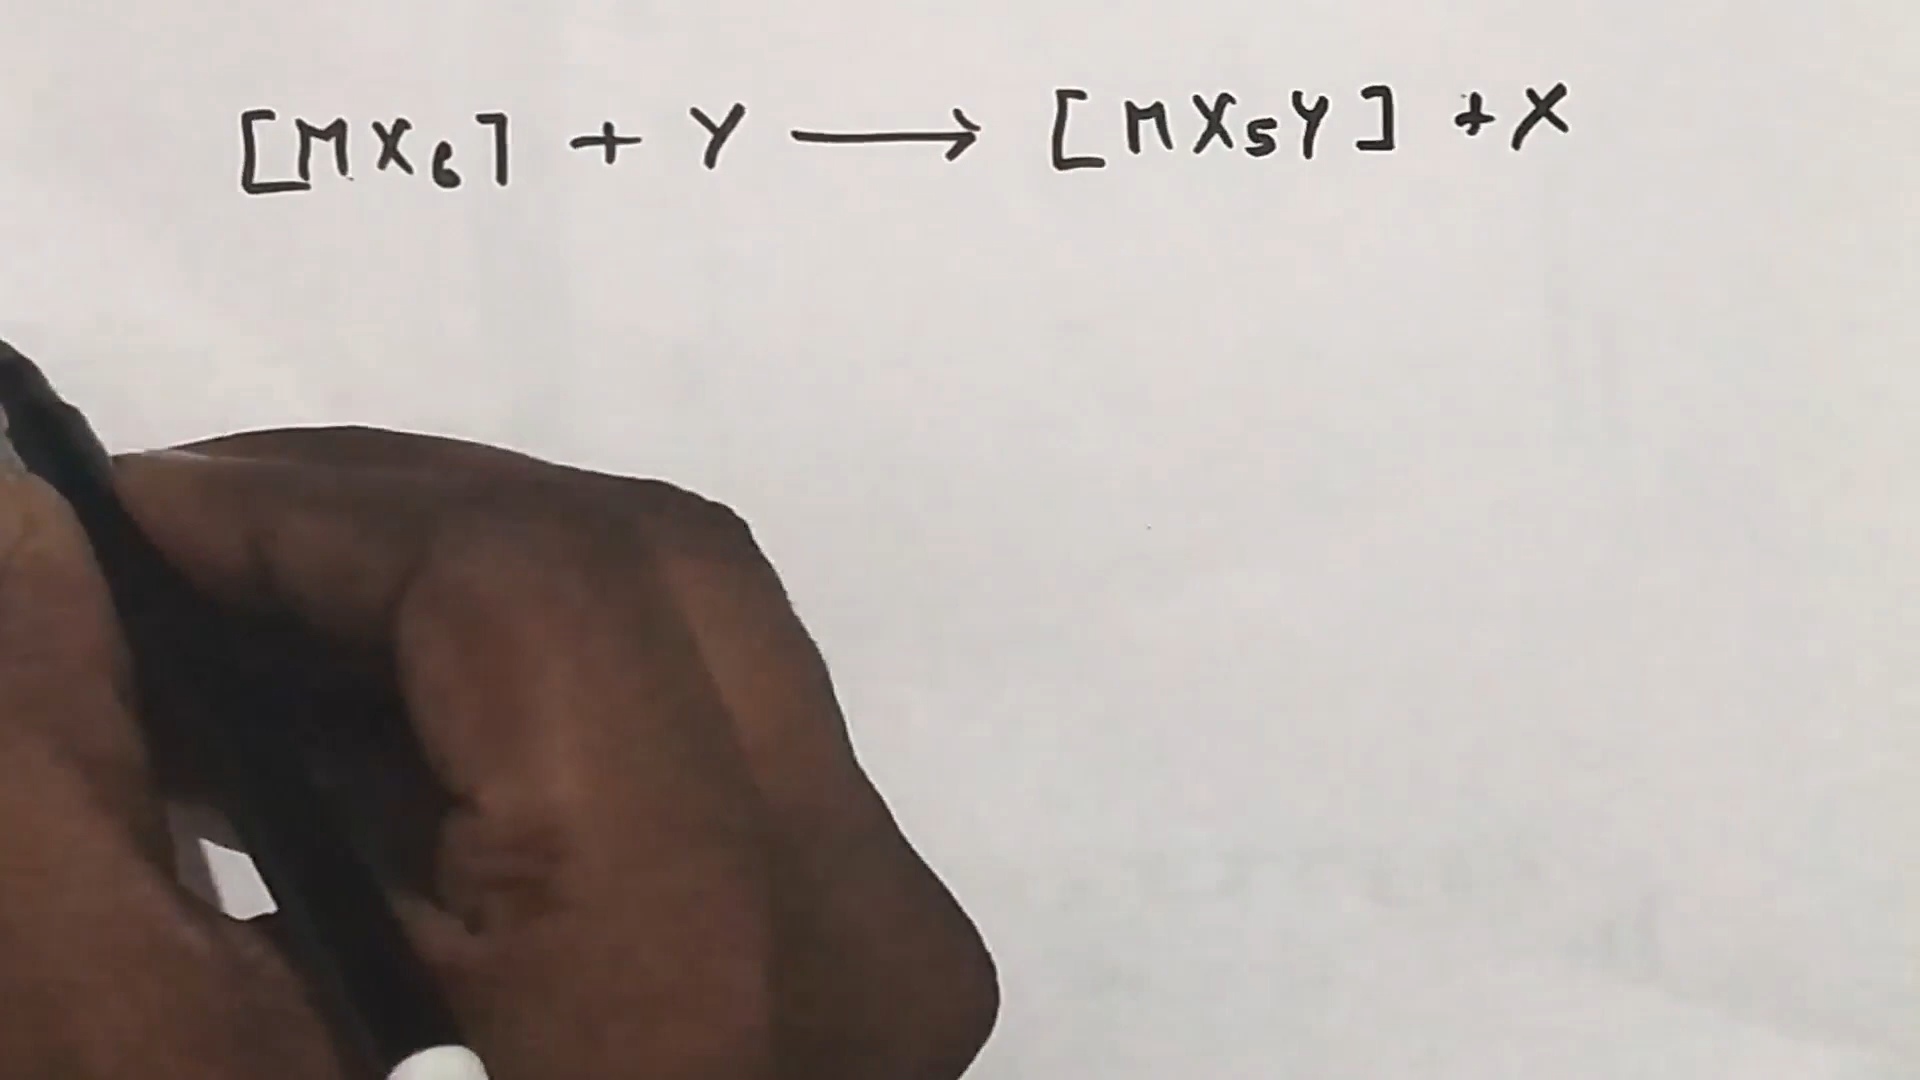 [MX₆] + Y ⟶ [MX₅Y] + X